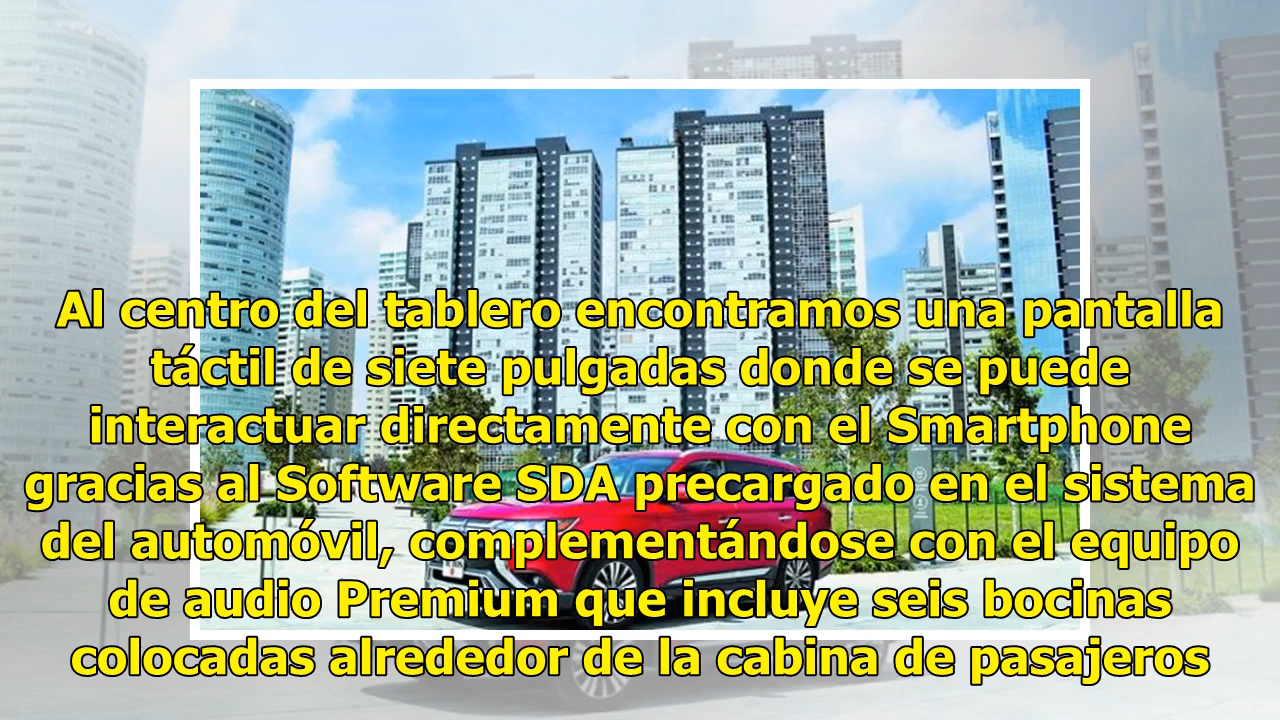 Al centro del tablero encontramos una pantalla
táctil de siete pulgadas donde se puede
interactuar directamente con el Smartphone
gracias al Software SDA precargado en el sistema
del automóvil, complementándose con el equipo
de audio Premium que incluye seis bocinas
colocadas alrededor de la cabina de pasajeros